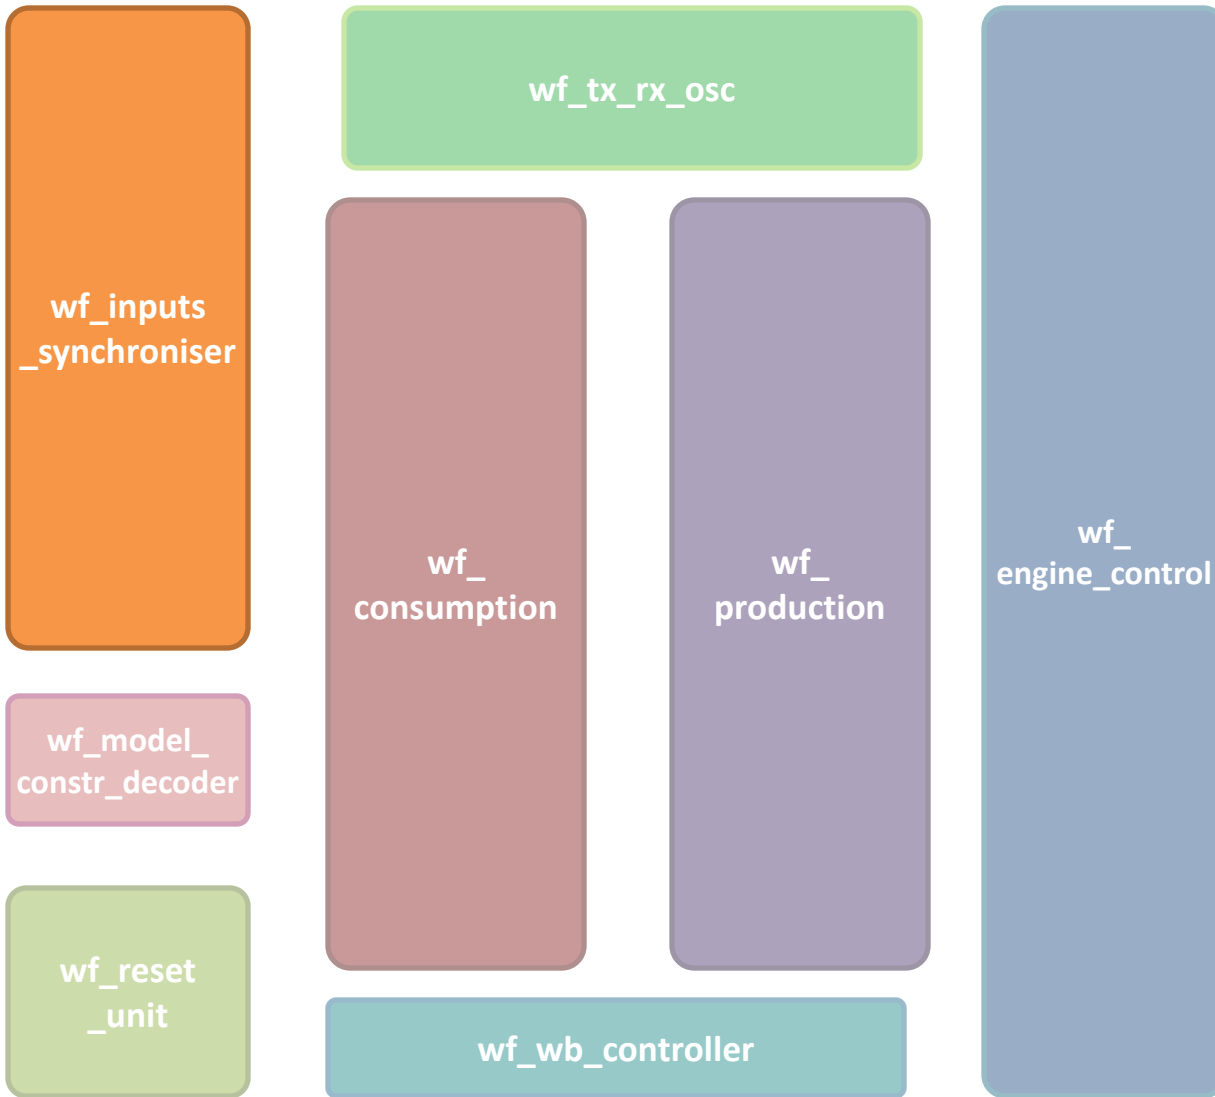 wf_tx_rx_osc
wf_inputs
_synchroniser
wf_
consumption
wf_
production
wf_
engine_control
wf_model_
constr_decoder
wf_reset
_unit
wf_wb_controller